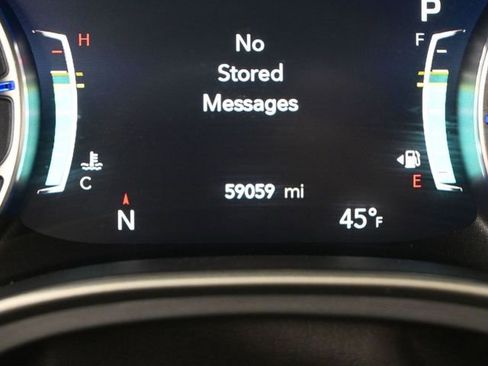 P
H
No
F
Stored
Messages
C
E
59059 mi
N
45°F